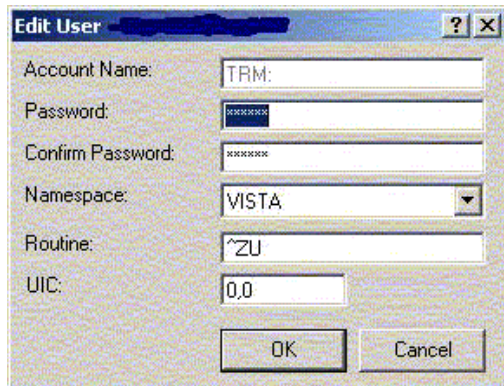 Edit User
Account Name: TRM:
Password: ******
Confirm Password: ******
Namespace: VISTA
Routine: ^ZU
UIC: 0,0
OK Cancel